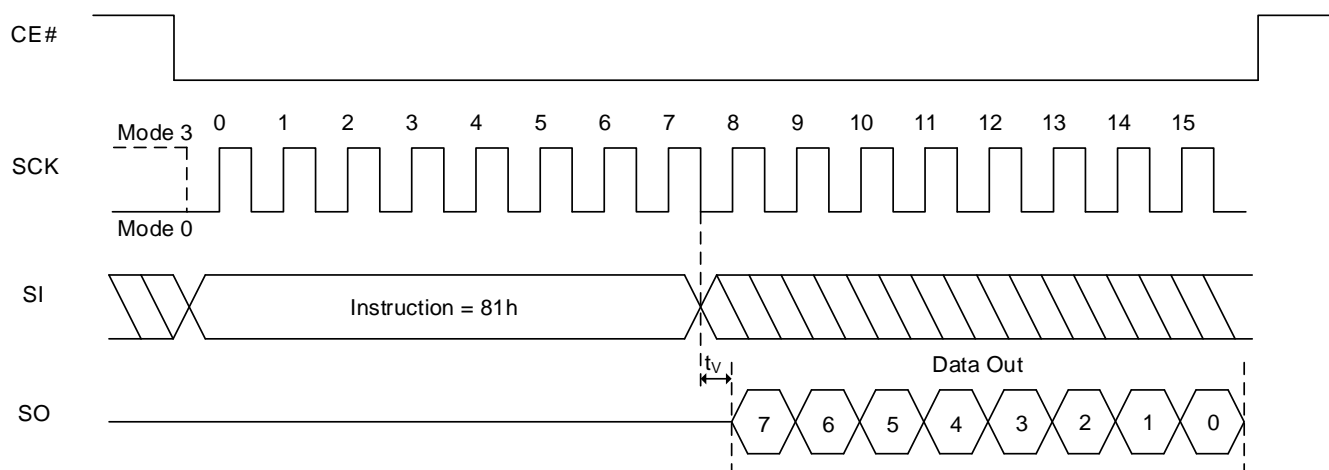 CE#
0 1 2 3 4 5 6 7 8 9 10 11 12 13 14 15
Mode 3
SCK
Mode 0
SI
Instruction = 81h
tV
Data Out
SO
7 6 5 4 3 2 1 0